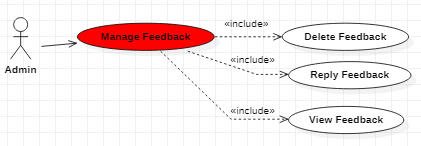 «include»
Manage Feedback
Delete Feedback
«include»
Admin
Reply Feedback
«include»
View Feedback